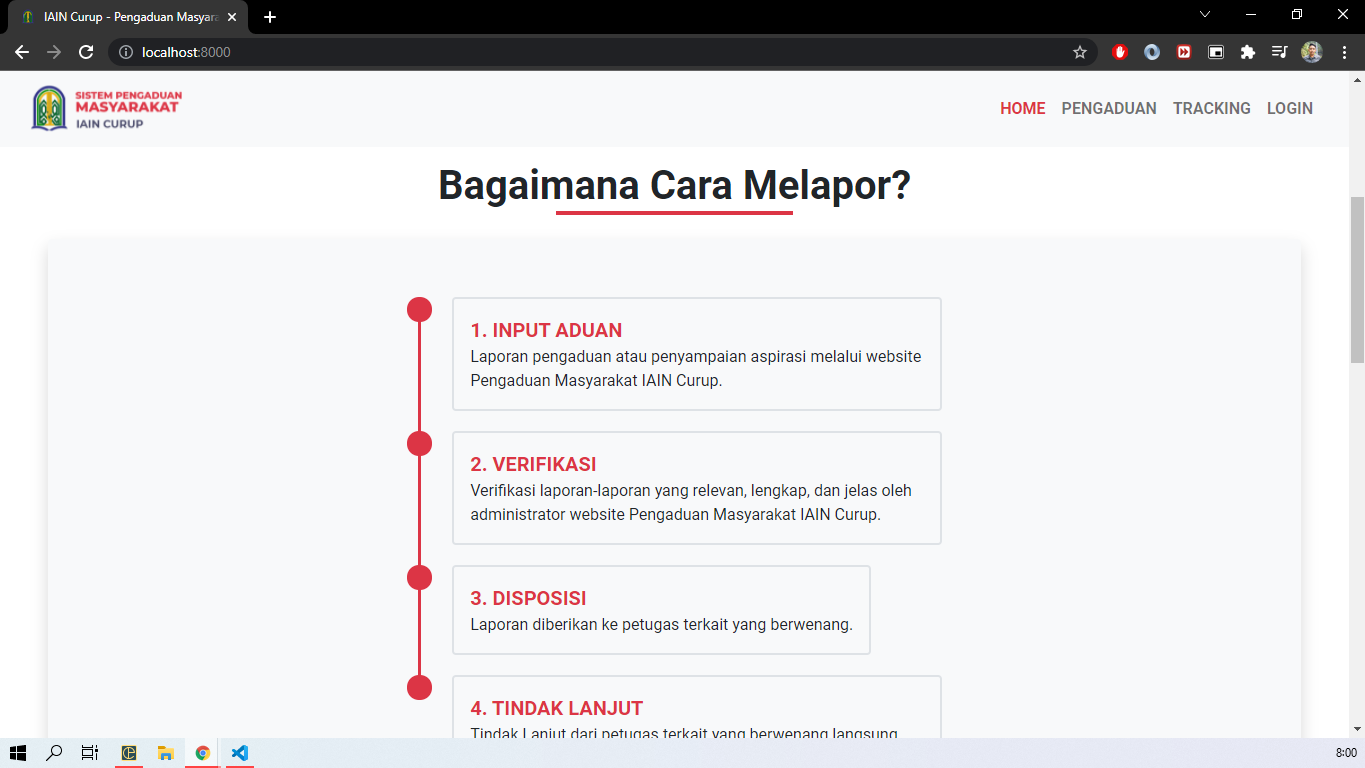 IAIN Curup - Pengaduan Masyara
localhost:8000
SISTEM PENGADUAN
MASYARAKAT
IAIN CURUP
HOME PENGADUAN TRACKING LOGIN
Bagaimana Cara Melapor?
1. INPUT ADUAN
Laporan pengaduan atau penyampaian aspirasi melalui website
Pengaduan Masyarakat IAIN Curup.
2. VERIFIKASI
Verifikasi laporan-laporan yang relevan, lengkap, dan jelas oleh
administrator website Pengaduan Masyarakat IAIN Curup.
3. DISPOSISI
Laporan diberikan ke petugas terkait yang berwenang.
4. TINDAK LANJUT
Tindak Lanjut dari petugas terkait yang berwenang langsung
8:00